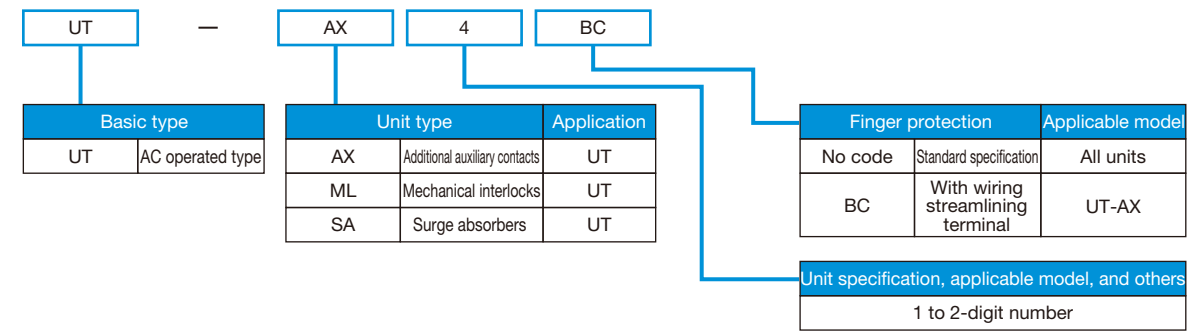 UT — AX 4 BC
Basic type
UT AC operated type
Unit type Application
AX Additional auxiliary contacts UT
ML Mechanical interlocks UT
SA Surge absorbers UT
Finger protection Applicable model
No code Standard specification All units
BC With wiring
streamlining
terminal UT-AX
Unit specification, applicable model, and others
1 to 2-digit number